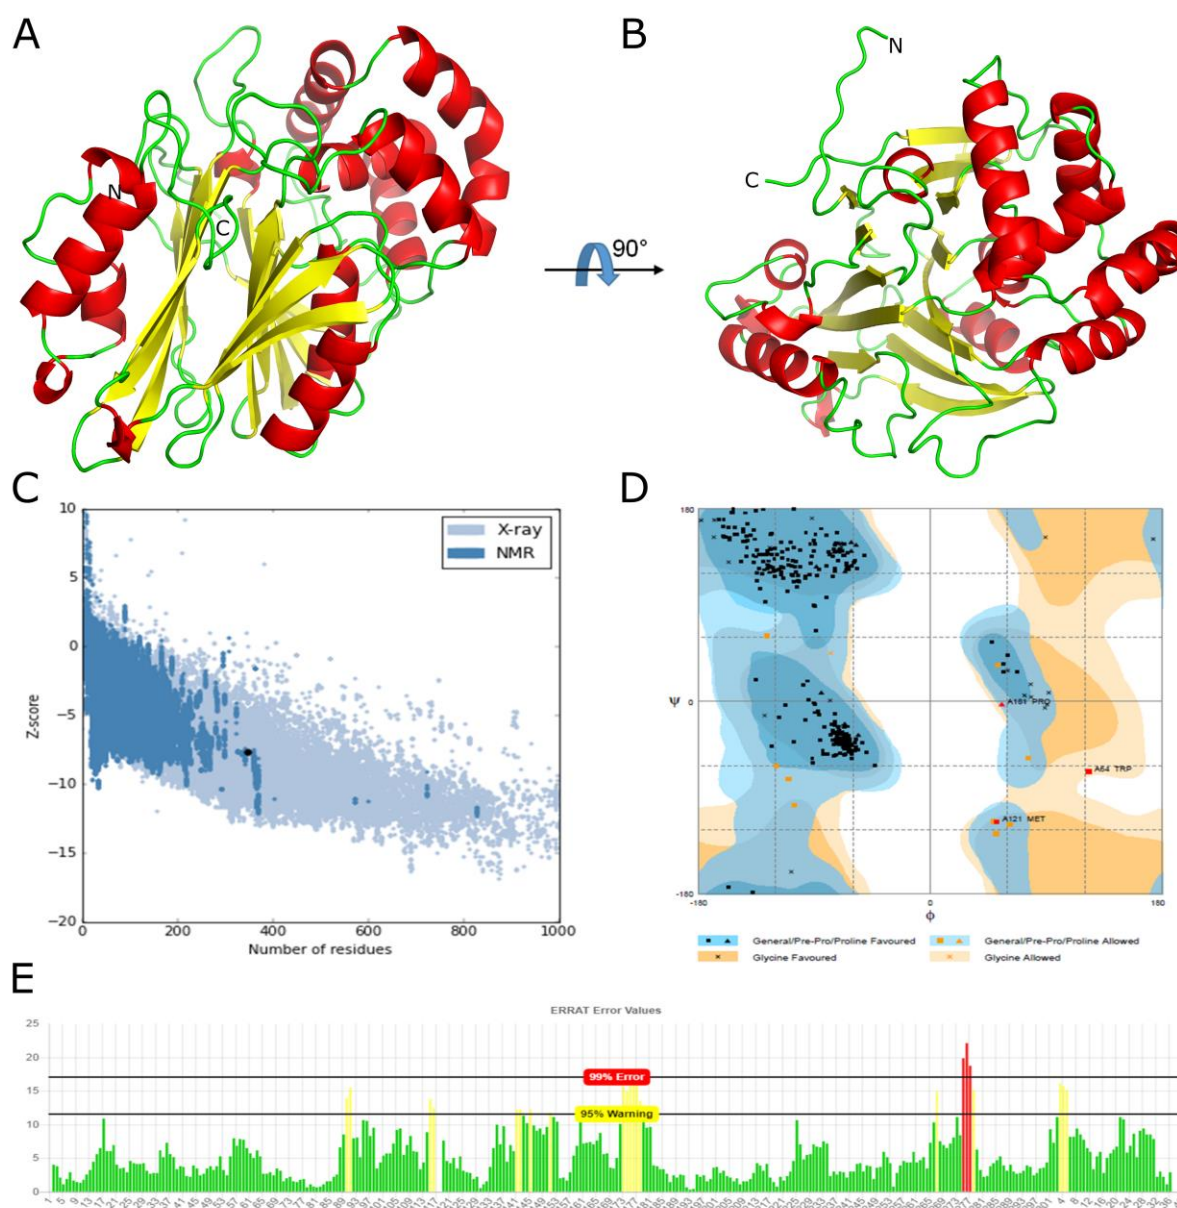 A
B
N
C
N
C
90°
C
D
10
5
0
−5
−10
−15
−20
Z-score
X-ray
NMR
0
200
400
600
800
1000
Number of residues
180
Ψ
0
-180
A161 PRO
A64 TRP
A121 MET
-180
0
180
ϕ
General/Pre-Pro/Proline Favoured
General/Pre-Pro/Proline Allowed
Glycine Favoured
Glycine Allowed
E
ERRAT Error Values
25
20
15
10
5
0
99% Error
95% Warning